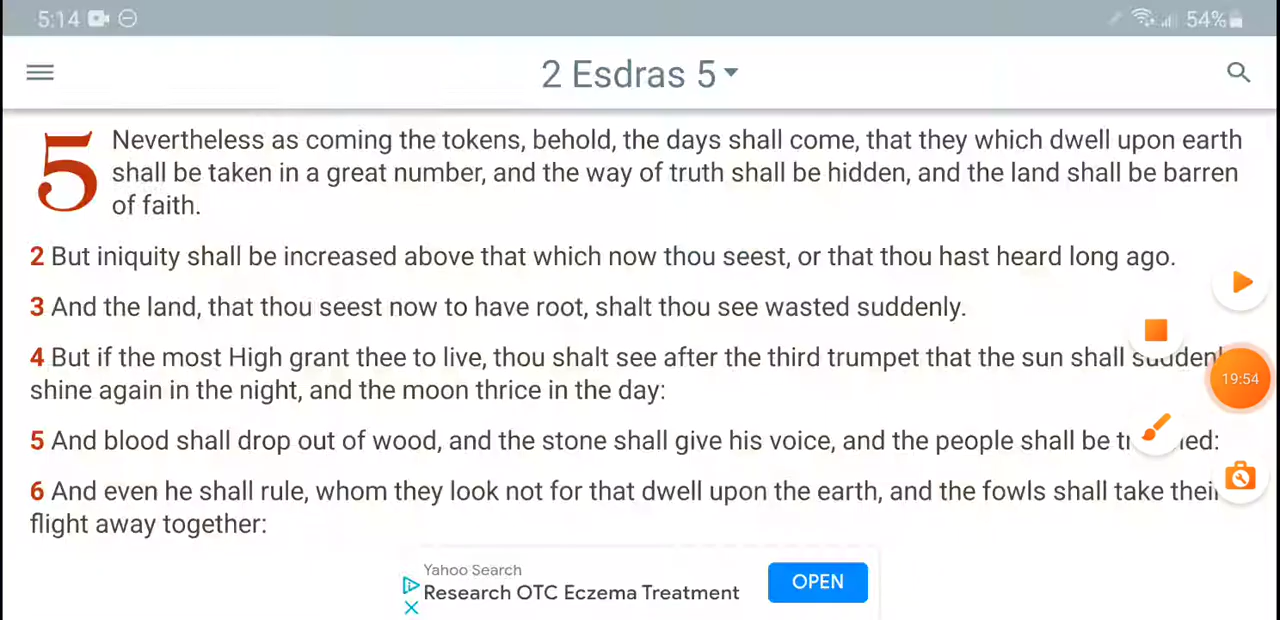 5:14
54%
2 Esdras 5
5 Nevertheless as coming the tokens, behold, the days shall come, that they which dwell upon earth
shall be taken in a great number, and the way of truth shall be hidden, and the land shall be barren
of faith.
2 But iniquity shall be increased above that which now thou seest, or that thou hast heard long ago.
3 And the land, that thou seest now to have root, shalt thou see wasted suddenly.
4 But if the most High grant thee to live, thou shalt see after the third trumpet that the sun shall
shine again in the night, and the moon thrice in the day:
19:54
5 And blood shall drop out of wood, and the stone shall give his voice, and the people shall be
6 And even he shall rule, whom they look not for that dwell upon the earth, and the fowls shall take their
flight away together:
Yahoo Search
Research OTC Eczema Treatment
OPEN